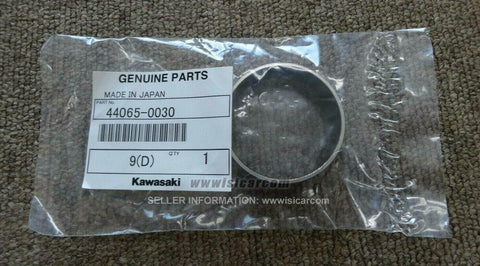 GENUINE PARTS
MADE IN JAPAN
PART No.
44065-0030
9(D) QTY 1
Kawasaki
www.isicar.com
SELLER INFORMATION: www.isicar.com